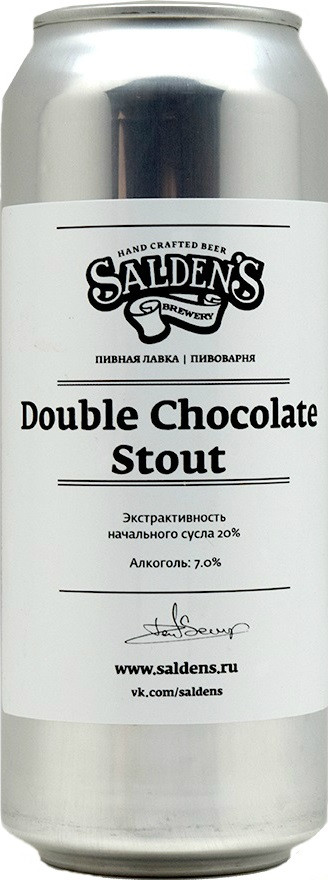 HAND CRAFTED BEER
SALDEN'S
BREWERY
ПИВНАЯ ЛАВКА | ПИВОВАРНЯ
Double Chocolate
Stout
Экстрактивность
начального сусла 20%
Алкоголь: 7.0%
www.saldens.ru
vk.com/saldens